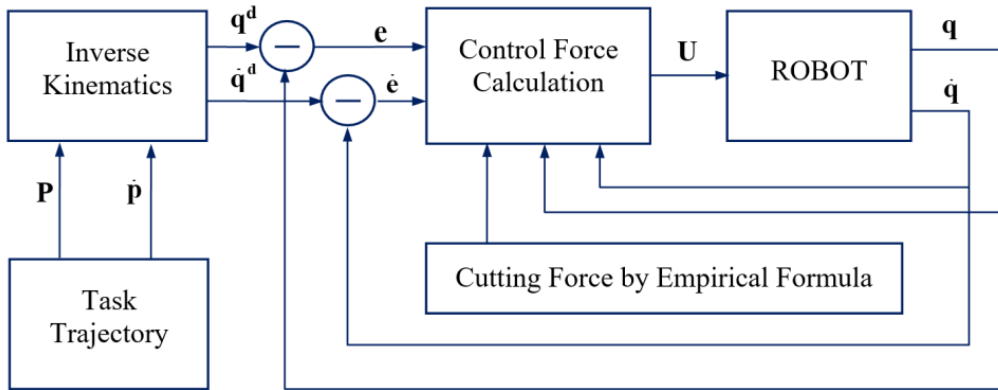 Inverse
Kinematics
q^d
q̇^d
−
−
e
ė
Control Force
Calculation
U
ROBOT
q
q̇
P
ṗ
Cutting Force by Empirical Formula
Task
Trajectory